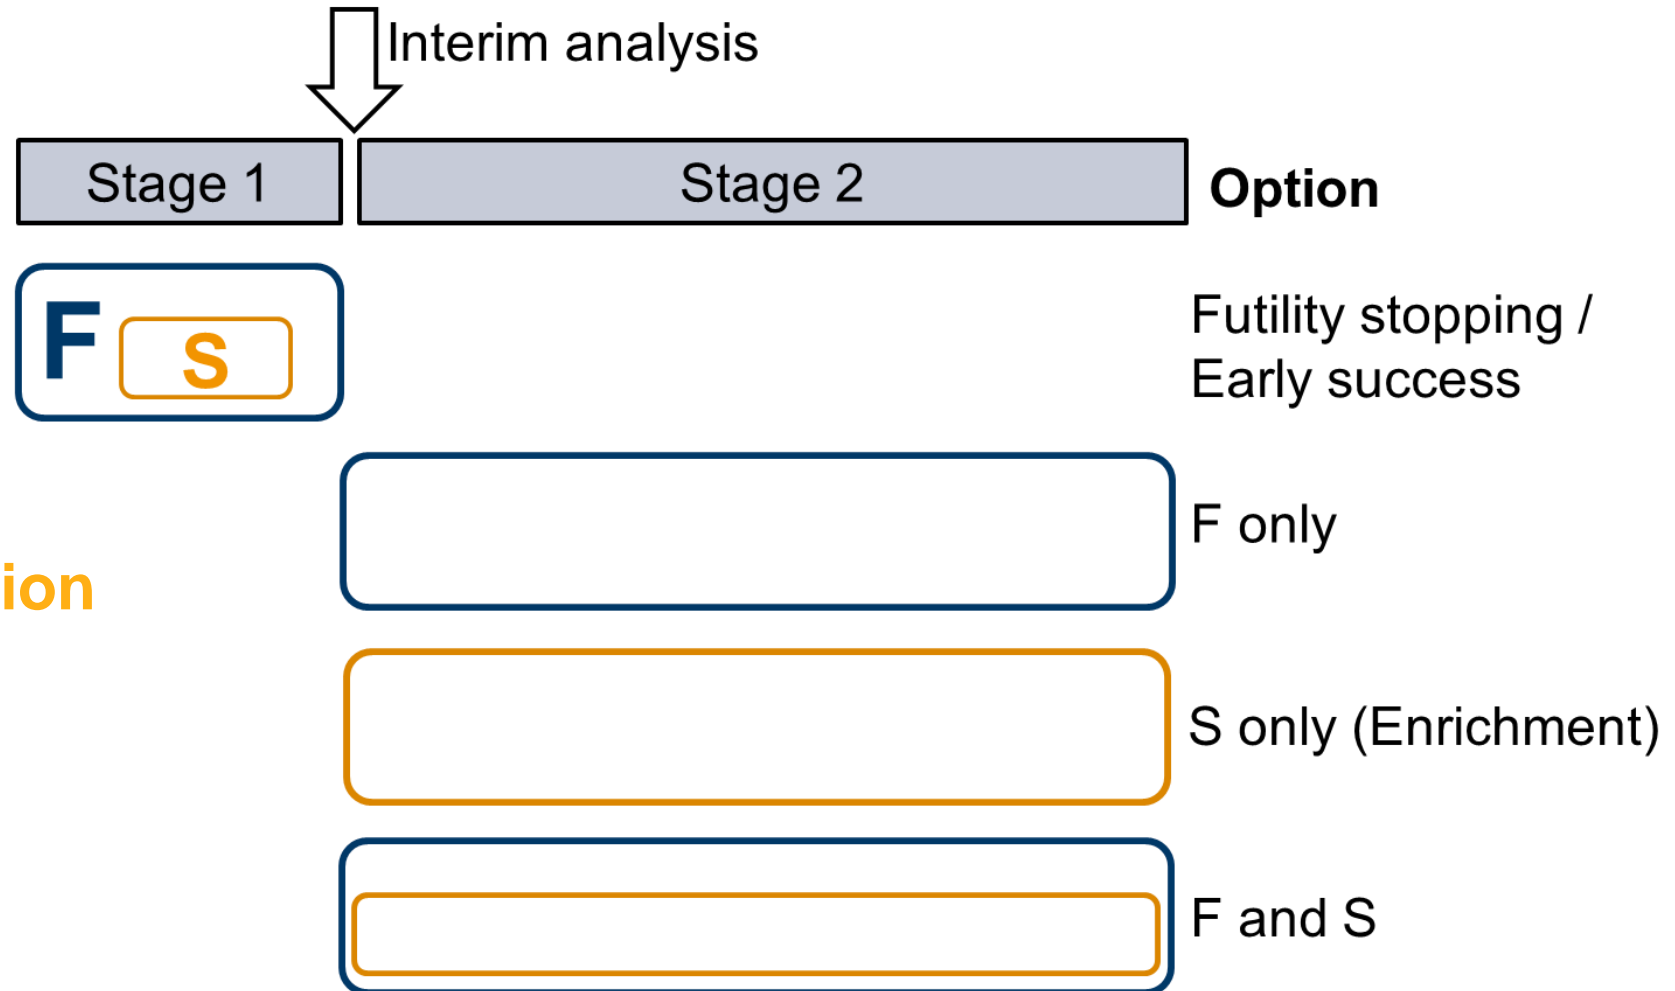 Interim analysis
Stage 1
Stage 2
Option
F
S
Futility stopping /
Early success
F only
ion
S only (Enrichment)
F and S